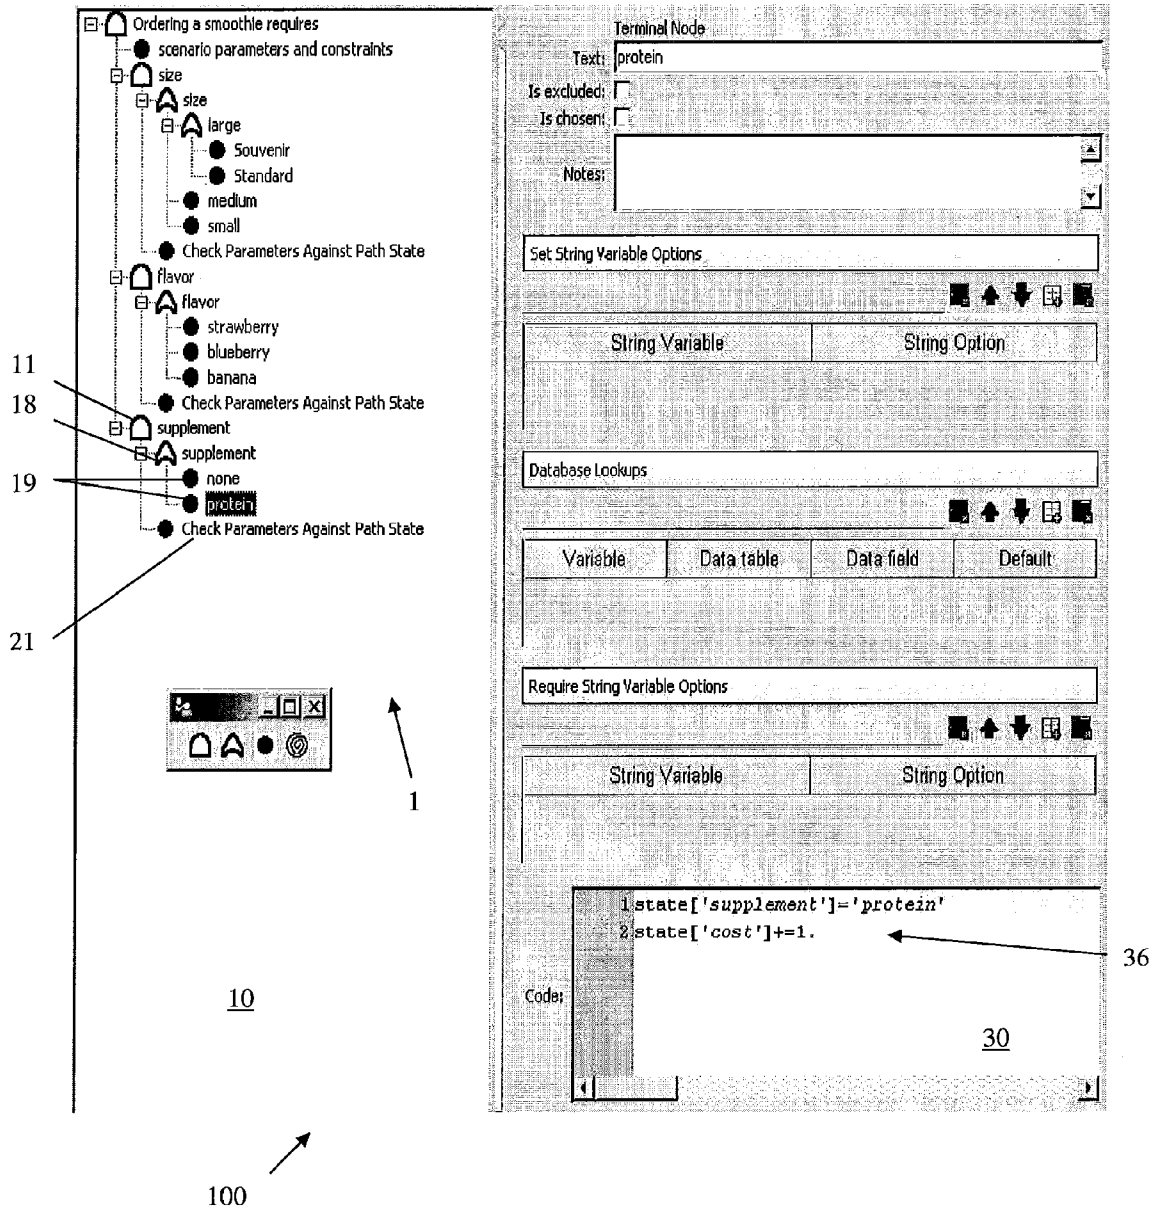 Ordering a smoothie requires
scenario parameters and constraints
size
size
large
Souvenir
Standard
medium
small
Check Parameters Against Path State
flavor
flavor
strawberry
blueberry
banana
Check Parameters Against Path State
supplement
supplement
none
protein
Check Parameters Against Path State
11
18
19
21
1
10
100
Terminal Node
Text: protein
Is excluded:
Is chosen:
Notes:
Set String Variable Options
String Variable String Option
Database Lookups
Variable Data table Data field Default
Require String Variable Options
String Variable String Option
Code:
1 state['supplement']='protein'
2 state['cost']+=1.
36
30